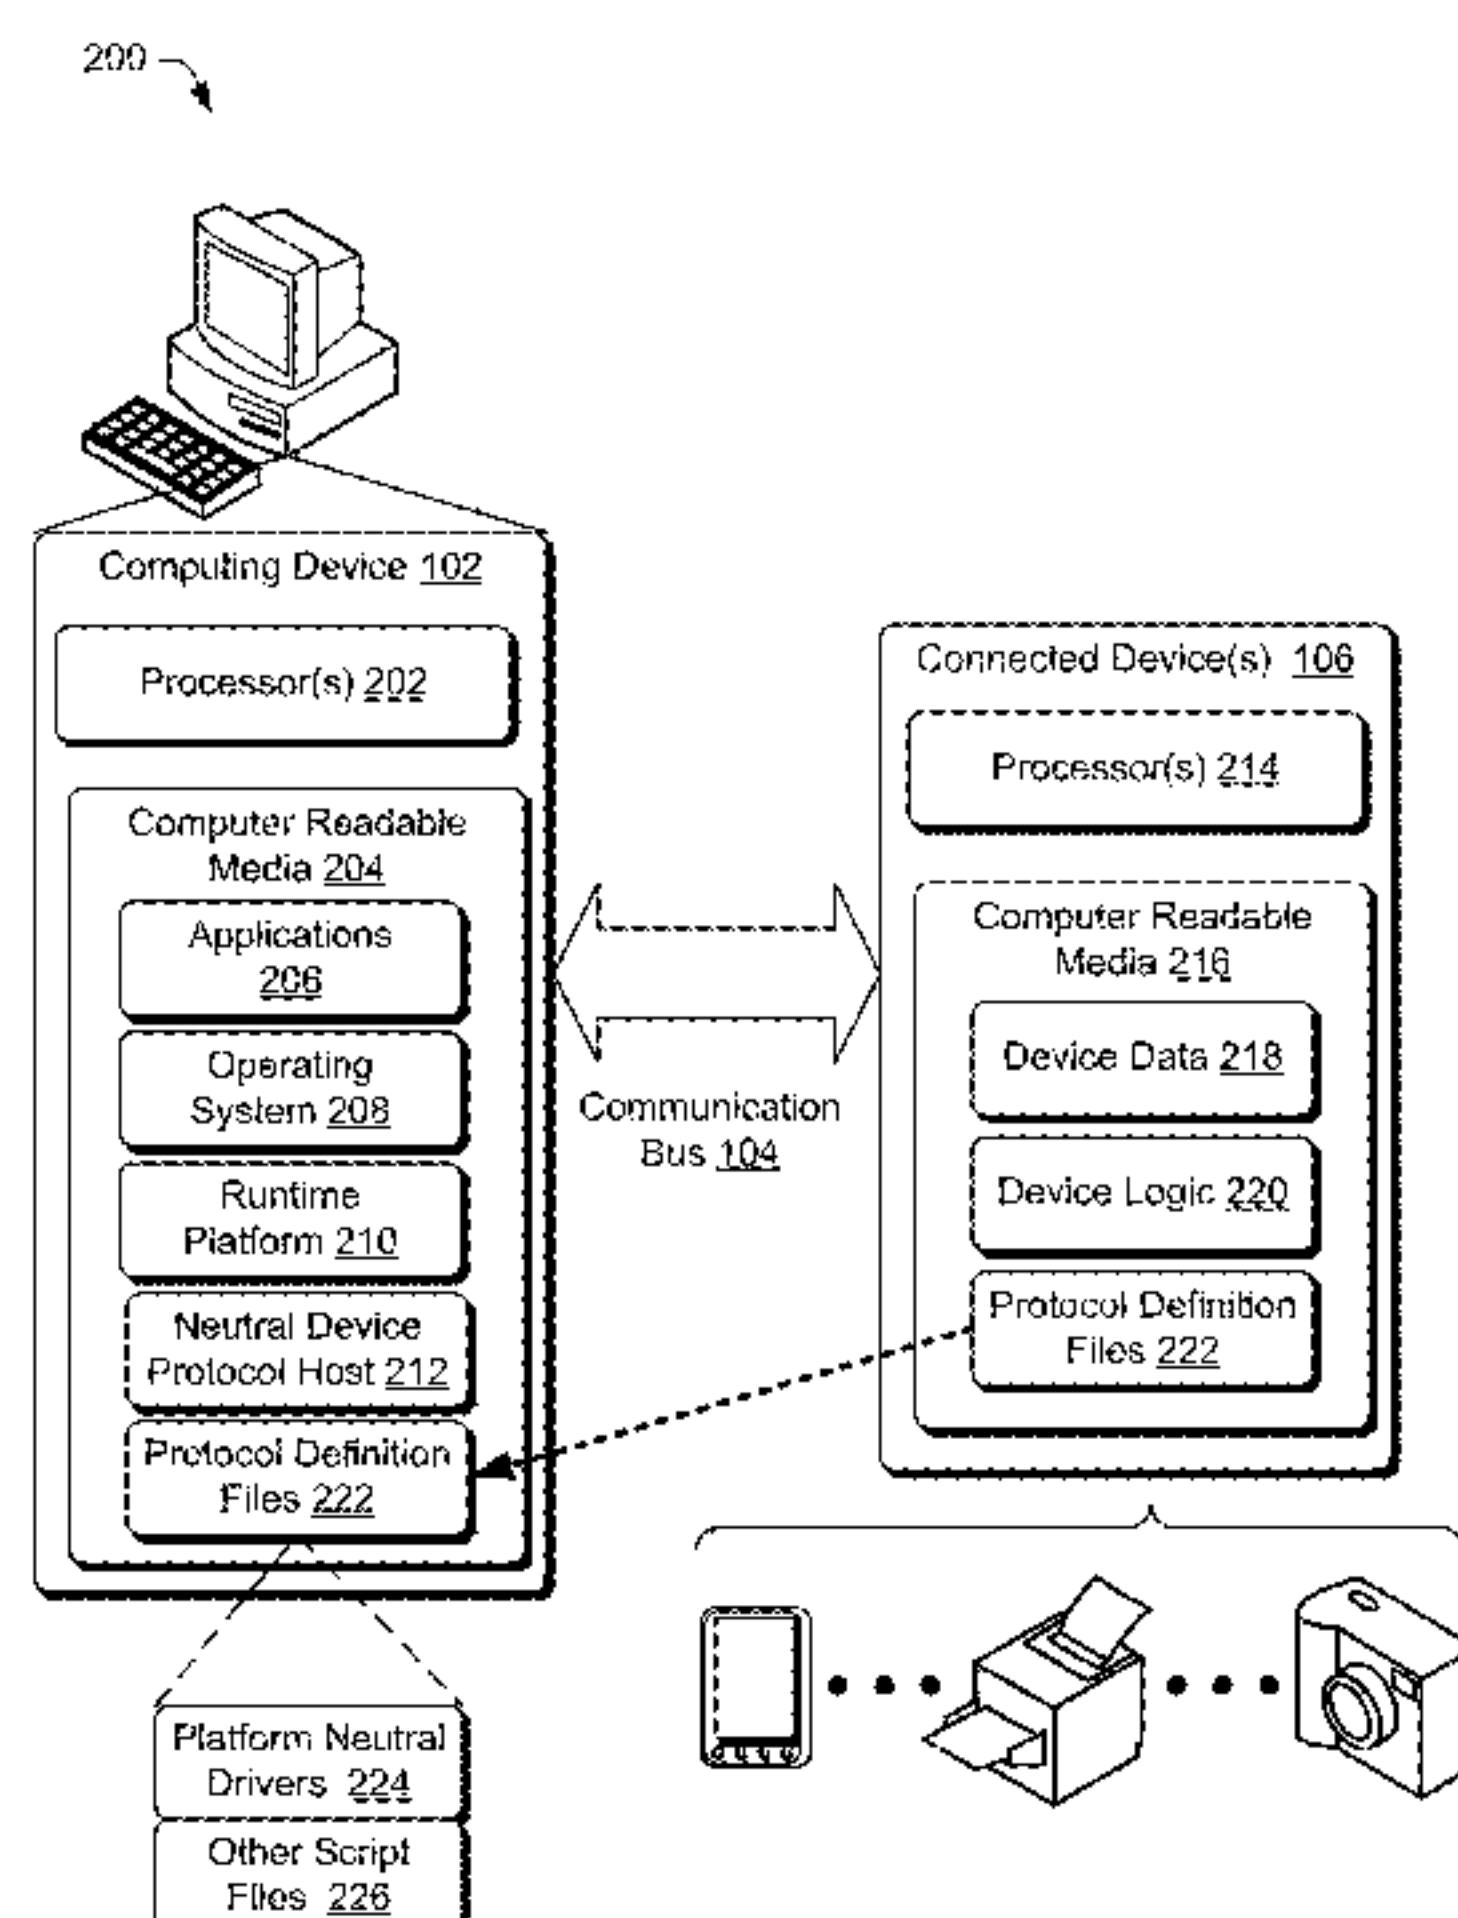 200
Computing Device 102
Processor(s) 202
Computer Readable
Media 204
Applications
206
Operating
System 208
Runtime
Platform 210
Neutral Device
Protocol Host 212
Protocol Definition
Files 222
Platform Neutral
Drivers 224
Other Script
Files 226
Communication
Bus 104
Connected Device(s) 106
Processor(s) 214
Computer Readable
Media 216
Device Data 218
Device Logic 220
Protocol Definition
Files 222